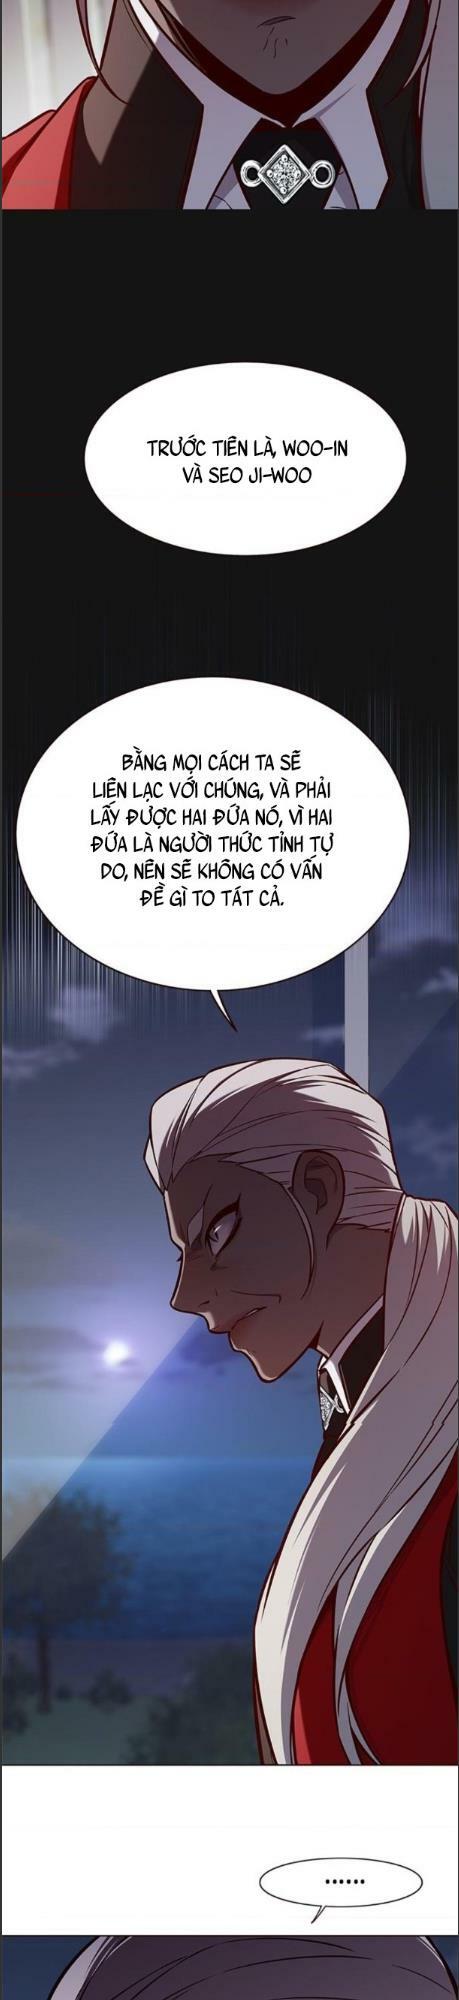 TRƯỚC TIÊN LÀ, WOO-IN
VÀ SEO JI-WOO
BẰNG MỌI CÁCH TA SẼ
LIÊN LẠC VỚI CHÚNG, VÀ PHẢI
LẤY ĐƯỢC HAI ĐỨA NÓ, VÌ HAI
ĐỨA LÀ NGƯỜI THỨC TỈNH TỰ
DO, NÊN SẼ KHÔNG CÓ VẤN
ĐỀ GÌ TO TÁT CẢ.
......